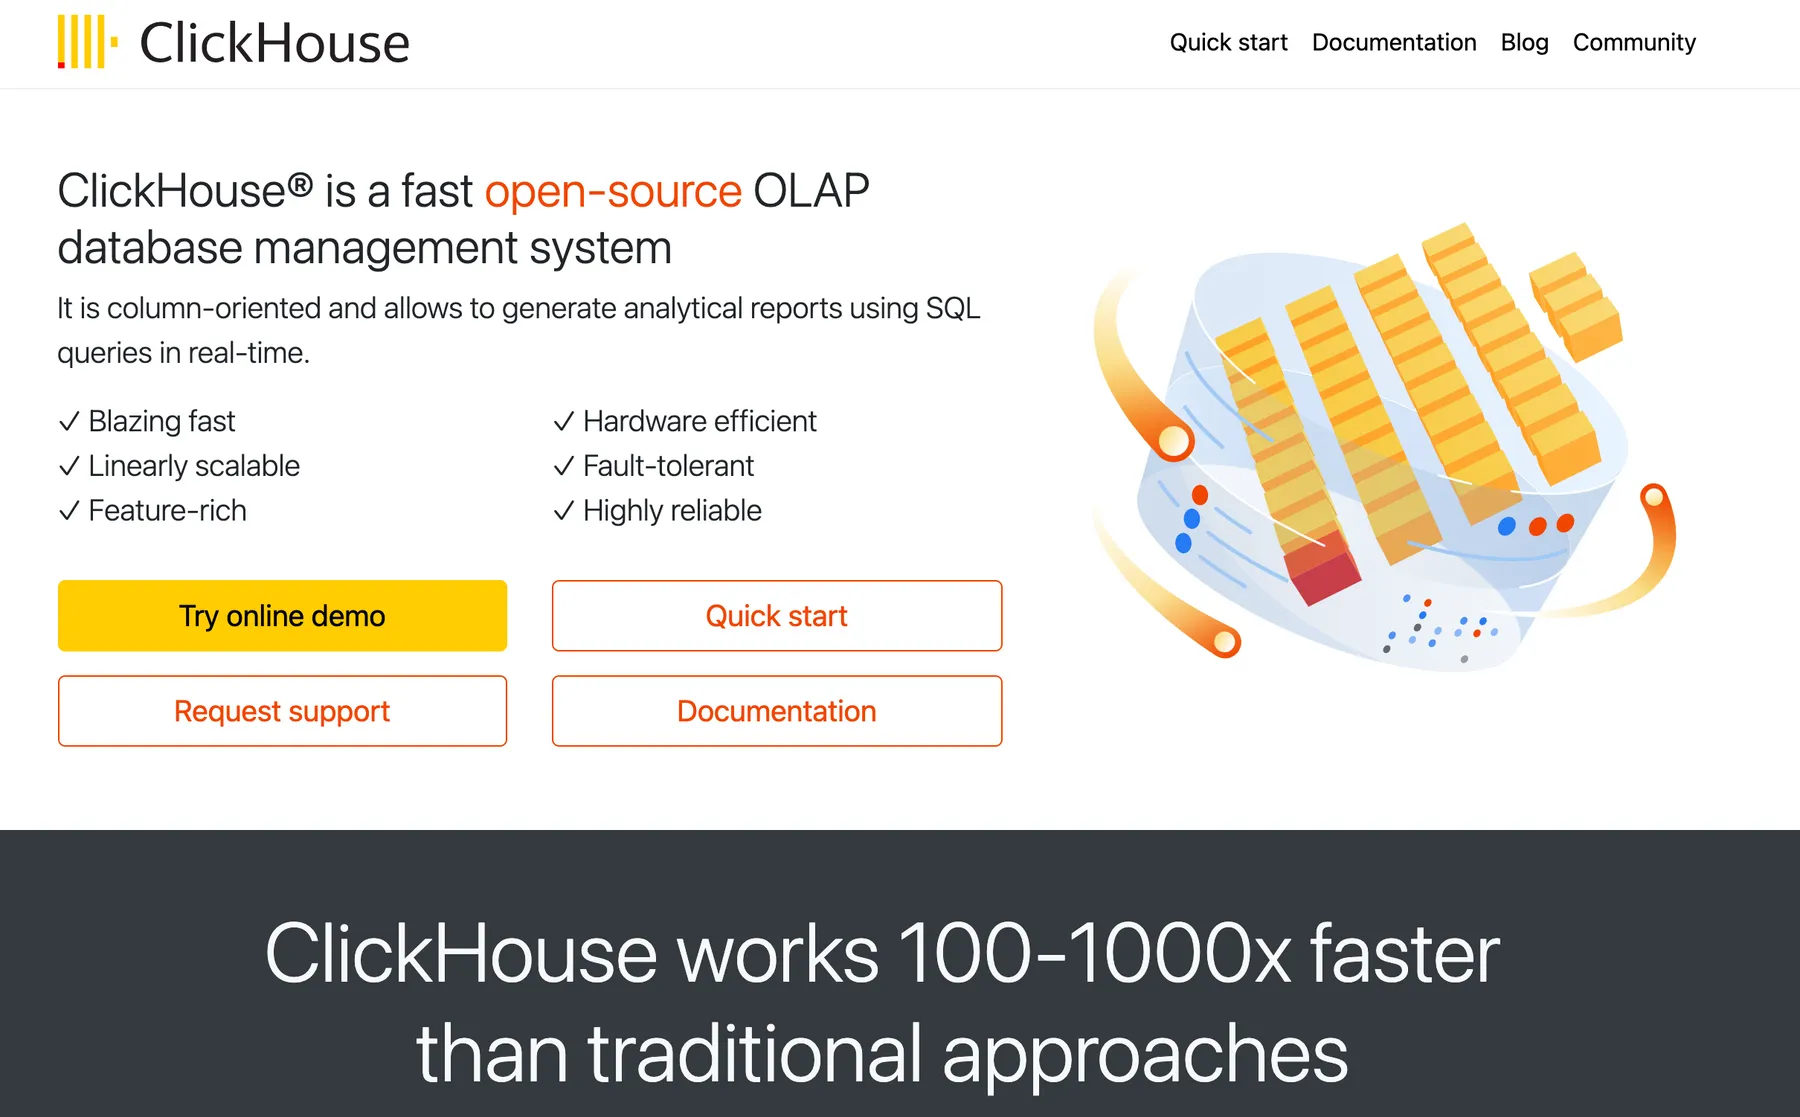 ClickHouse
Quick start
Documentation
Blog
Community
ClickHouse® is a fast open-source OLAP
database management system
It is column-oriented and allows to generate analytical reports using SQL
queries in real-time.
✓ Blazing fast
✓ Linearly scalable
✓ Feature-rich
✓ Hardware efficient
✓ Fault-tolerant
✓ Highly reliable
Try online demo
Quick start
Request support
Documentation
ClickHouse works 100-1000x faster
than traditional approaches